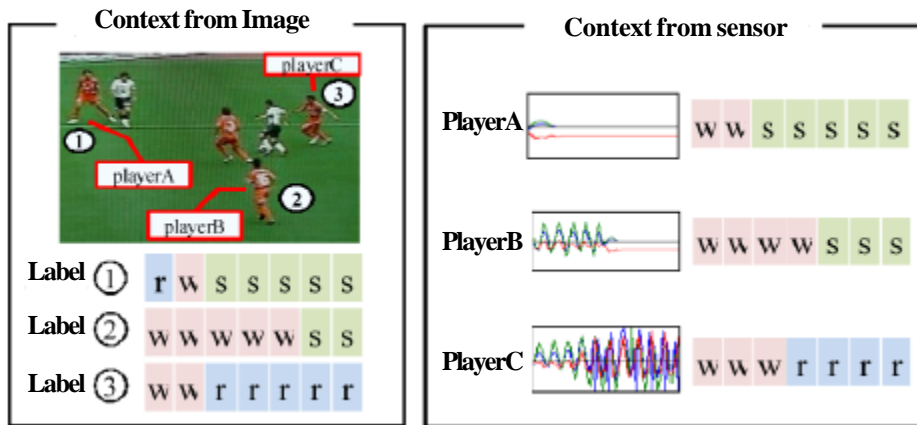 Context from Image
playerC
3
1
playerA
2
playerB
Label 1 r w s s s s s
Label 2 w w w w w s s
Label 3 w w r r r r r
Context from sensor
PlayerA w w s s s s s
PlayerB w w w w s s s
PlayerC w w w r r r r